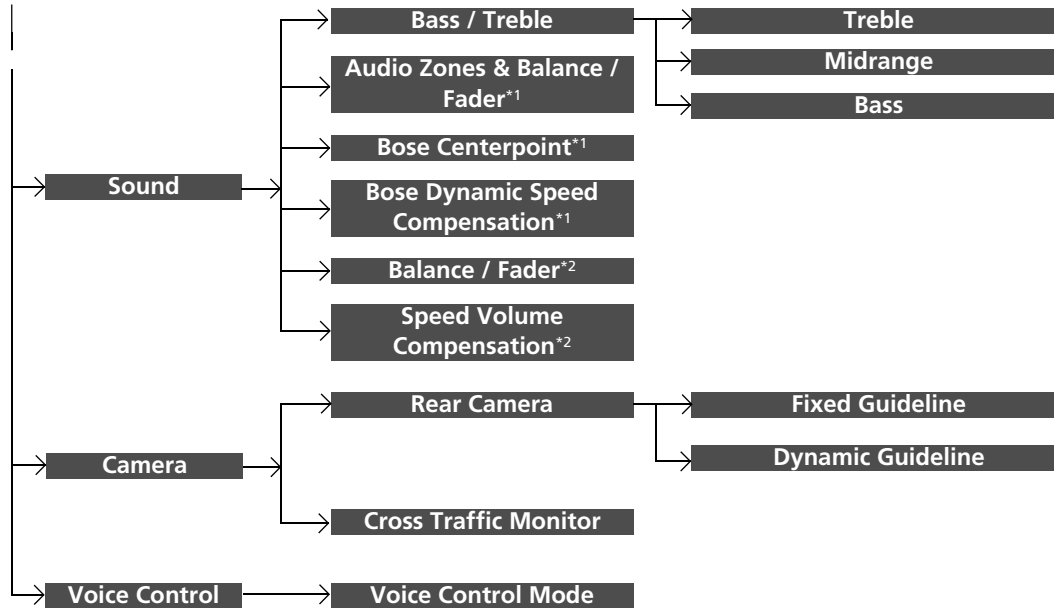 Bass / Treble
Treble
Midrange
Bass
Audio Zones & Balance /
Fader*1
Bose Centerpoint*1
Sound
Bose Dynamic Speed
Compensation*1
Balance / Fader*2
Speed Volume
Compensation*2
Rear Camera
Fixed Guideline
Dynamic Guideline
Camera
Cross Traffic Monitor
Voice Control
Voice Control Mode